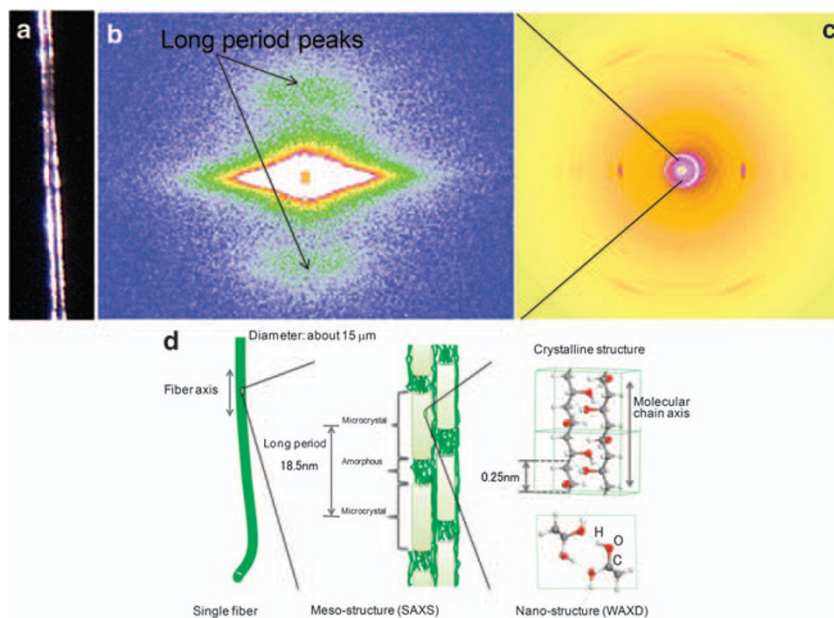 a
b
Long period peaks
c
d
Diameter: about 15 μm
Fiber axis
Microcrystal
Long period
18.5nm
Amorphous
Microcrystal
Crystalline structure
Molecular
chain axis
0.25nm
H
O
C
Single fiber
Meso-structure (SAXS)
Nano-structure (WAXD)